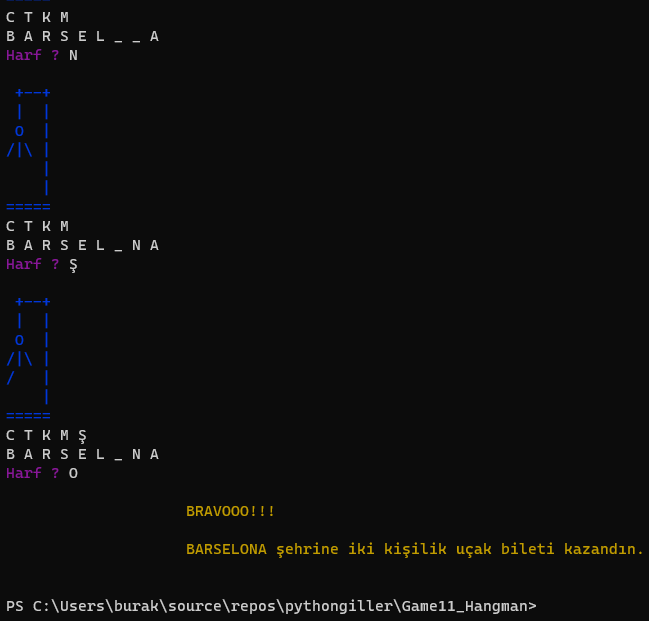 =====
C T K M
B A R S E L _ _ A
Harf ? N
 +--+
 |  |
 O  |
/|\ |
    |
    |
=====
C T K M
B A R S E L _ N A
Harf ? Ş
 +--+
 |  |
 O  |
/|\ |
/   |
    |
=====
C T K M Ş
B A R S E L _ N A
Harf ? O
BRAVOOO!!!
BARSELONA şehrine iki kişilik uçak bileti kazandın.
PS C:\Users\burak\source\repos\pythongiller\Game11_Hangman>